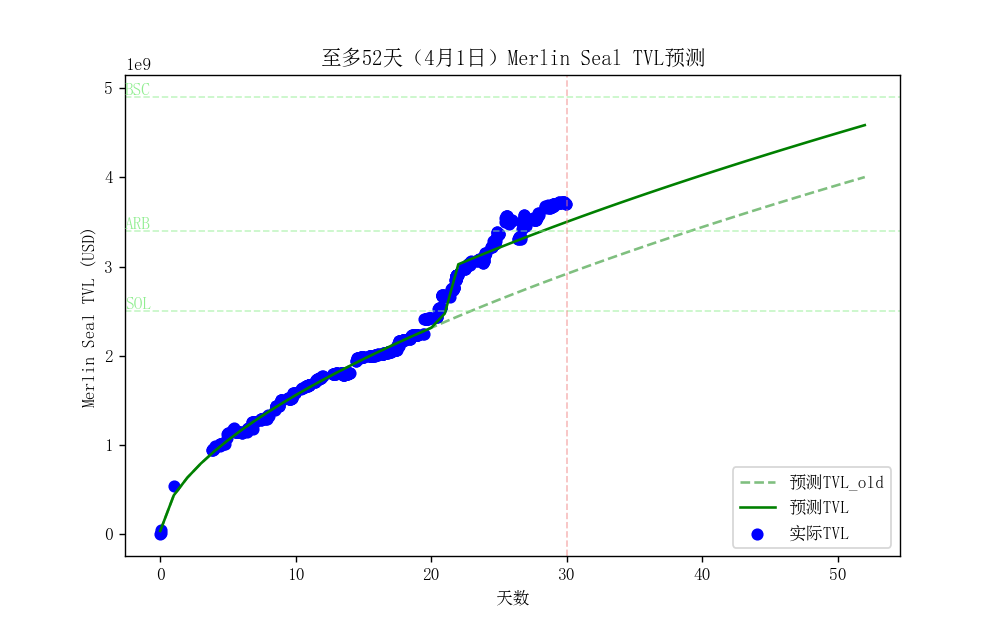 至多52天（4月1日）Merlin Seal TVL预测
1e9
5
4
3
2
1
0
BSC
ARB
SOL
Merlin Seal TVL (USD)
预测TVL_old
预测TVL
实际TVL
0 10 20 30 40 50
天数